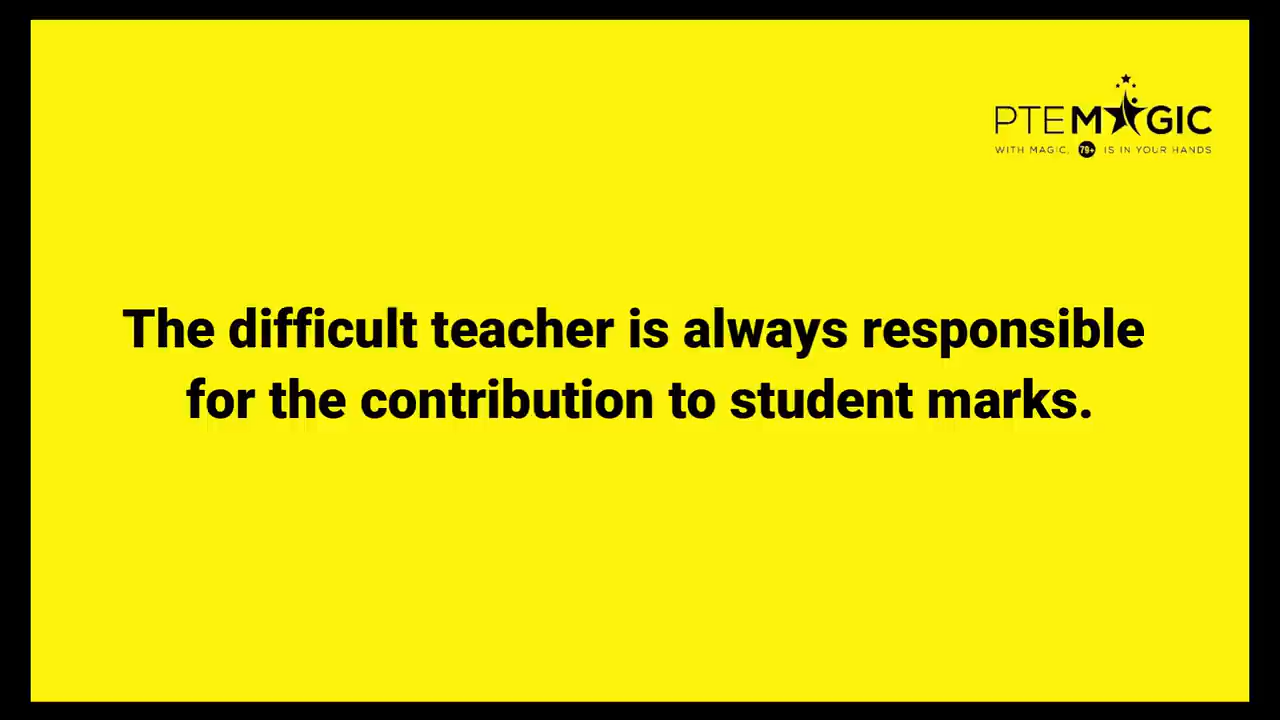 PTEMAGIC
WITH MAGIC, 79+ IS IN YOUR HANDS
The difficult teacher is always responsible
for the contribution to student marks.